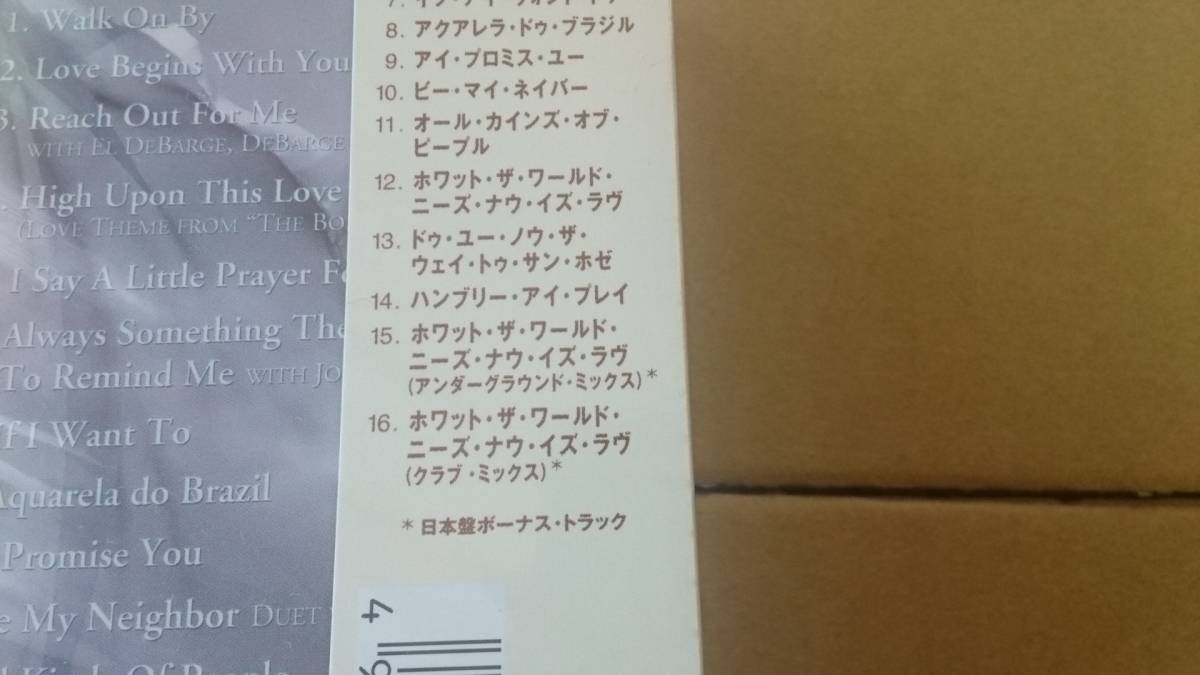 1. Walk On By
2. Love Begins With You
3. Reach Out For Me
WITH EL DEBARGE, DEBARGE
High Upon This Love
(LOVE THEME FROM "THE BO
I Say A Little Prayer Fo
Always Something The
To Remind Me WITH JO
If I Want To
Aquarela do Brazil
Promise You
e My Neighbor DUET
Kinds Of People
8. アクアレラ・ドゥ・ブラジル
9. アイ・プロミス・ユー
10. ビー・マイ・ネイバー
11. オール・カインズ・オブ・
ピープル
12. ホワット・ザ・ワールド・
ニーズ・ナウ・イズ・ラヴ
13. ドゥ・ユー・ノウ・ザ・
ウェイ・トゥ・サン・ホゼ
14. ハンブリー・アイ・プレイ
15. ホワット・ザ・ワールド・
ニーズ・ナウ・イズ・ラヴ
(アンダーグラウンド・ミックス)*
16. ホワット・ザ・ワールド・
ニーズ・ナウ・イズ・ラヴ
(クラブ・ミックス)*
*日本盤ボーナス・トラック
4